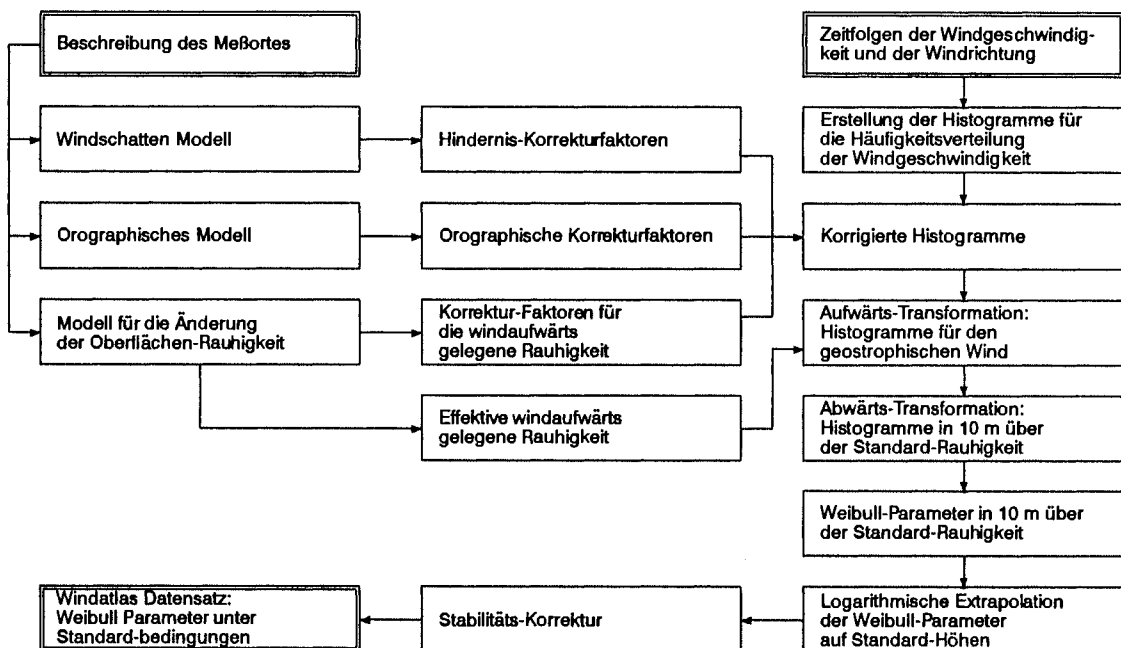 Beschreibung des Meßortes
Zeitfolgen der Windgeschwindig-
keit und der Windrichtung
Windschatten Modell
Hindernis-Korrekturfaktoren
Erstellung der Histogramme für
die Häufigkeitsverteilung
der Windgeschwindigkeit
Orographisches Modell
Orographische Korrekturfaktoren
Korrigierte Histogramme
Modell für die Änderung
der Oberflächen-Rauhigkeit
Korrektur-Faktoren für
die windaufwärts
gelegene Rauhigkeit
Aufwärts-Transformation:
Histogramme für den
geostrophischen Wind
Effektive windaufwärts
gelegene Rauhigkeit
Abwärts-Transformation:
Histogramme in 10 m über
der Standard-Rauhigkeit
Weibull-Parameter in 10 m über
der Standard-Rauhigkeit
Windatlas Datensatz:
Weibull Parameter unter
Standard-bedingungen
Stabilitäts-Korrektur
Logarithmische Extrapolation
der Weibull-Parameter
auf Standard-Höhen